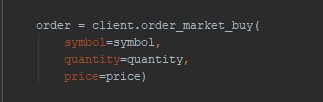 order = client.order_market_buy(
symbol=symbol,
quantity=quantity,
price=price)